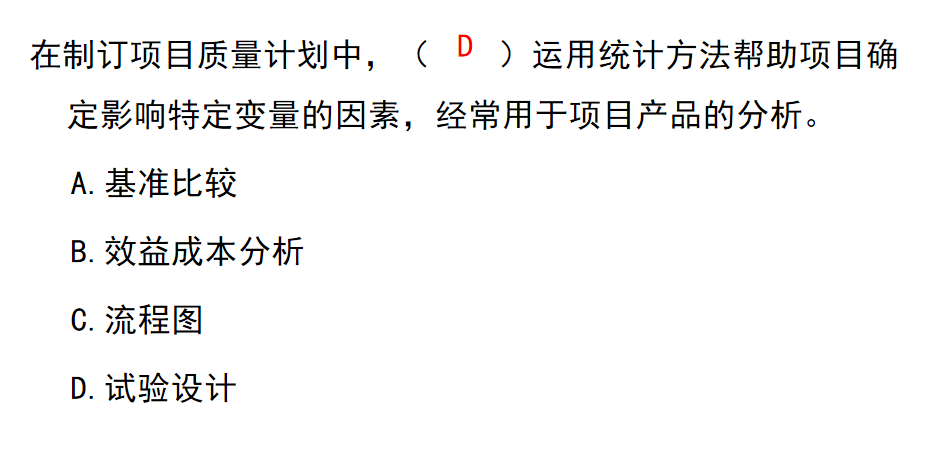 在制订项目质量计划中，（ D ）运用统计方法帮助项目确
定影响特定变量的因素，经常用于项目产品的分析。
A.基准比较
B.效益成本分析
C.流程图
D.试验设计